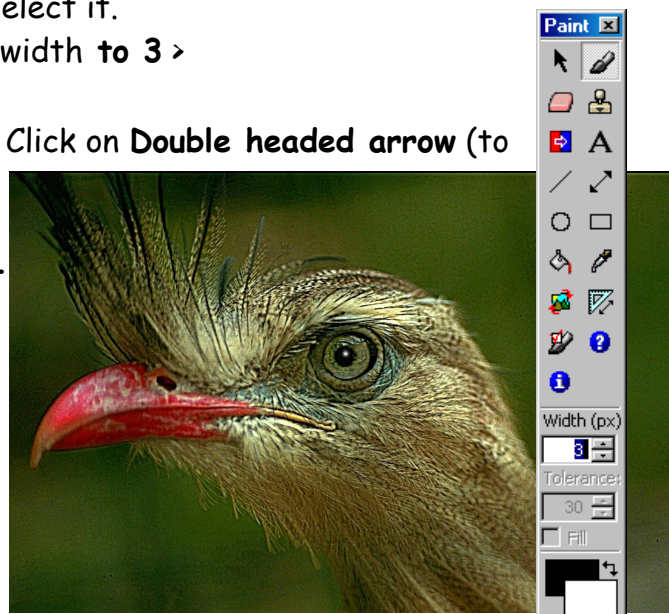 elect it.
width to 3 >
Click on Double headed arrow (to
.
Paint
A
?
i
Width (px)
3
Tolerance:
30
Fill